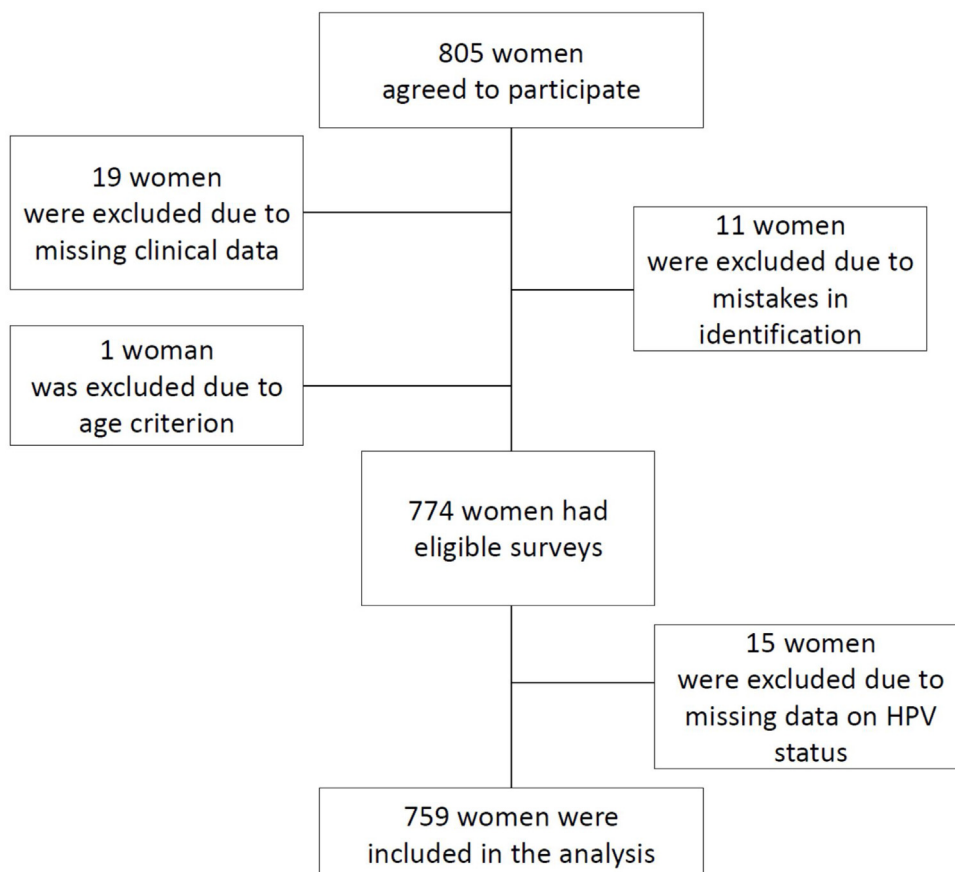 805 women
agreed to participate
19 women
were excluded due to
missing clinical data
11 women
were excluded due to
mistakes in
identification
1 woman
was excluded due to
age criterion
774 women had
eligible surveys
15 women
were excluded due to
missing data on HPV
status
759 women were
included in the analysis